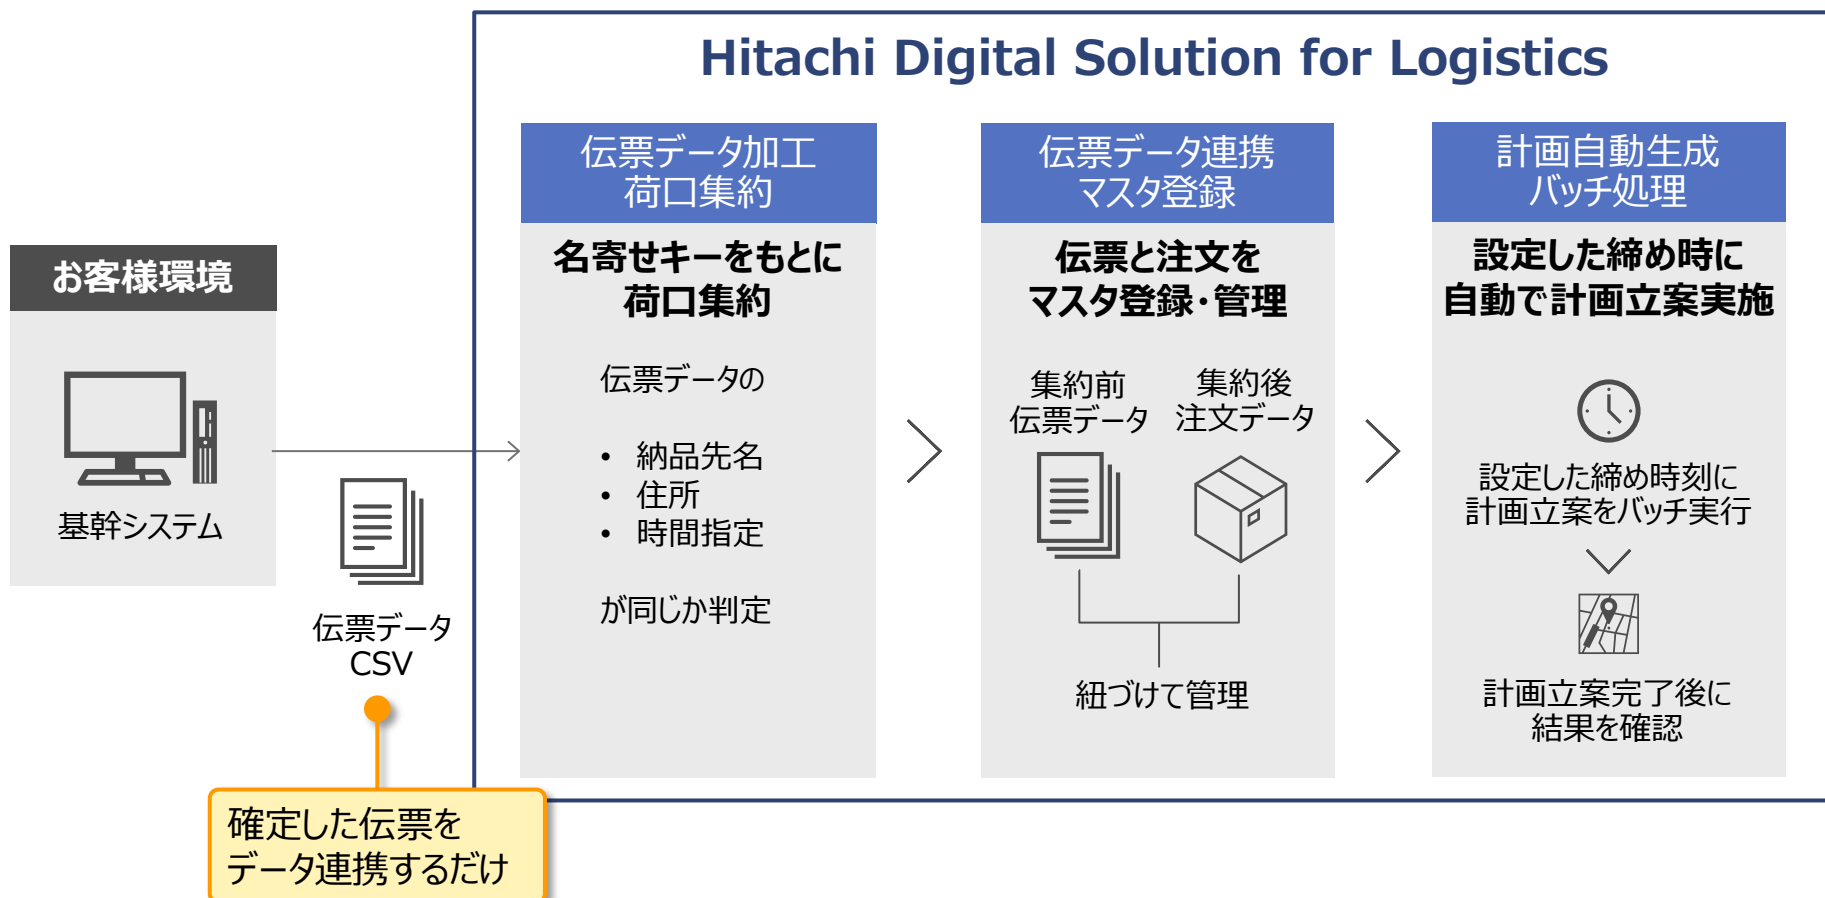 Hitachi Digital Solution for Logistics
お客様環境
基幹システム
伝票データ
CSV
確定した伝票を
データ連携するだけ
伝票データ加工
荷口集約
名寄せキーをもとに
荷口集約
伝票データの
• 納品先名
• 住所
• 時間指定
が同じか判定
伝票データ連携
マスタ登録
伝票と注文を
マスタ登録・管理
集約前
伝票データ
集約後
注文データ
紐づけて管理
計画自動生成
バッチ処理
設定した締め時に
自動で計画立案実施
設定した締め時刻に
計画立案をバッチ実行
計画立案完了後に
結果を確認